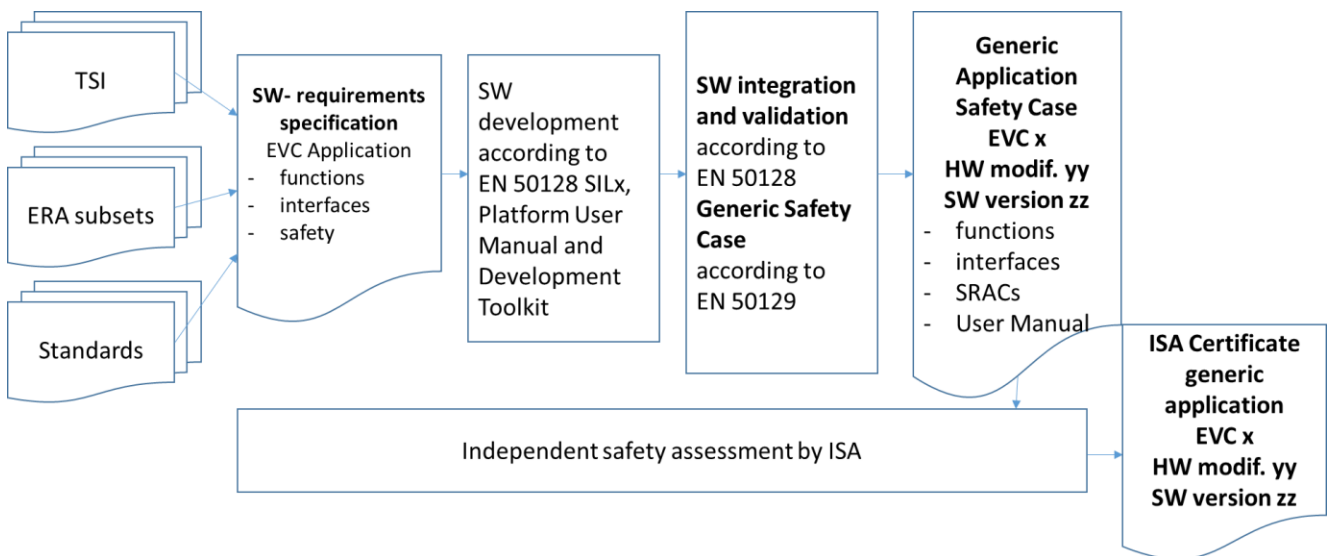 TSI
ERA subsets
Standards
SW- requirements
specification
EVC Application
- functions
- interfaces
- safety
SW
development
according to
EN 50128 SILx,
Platform User
Manual and
Development
Toolkit
SW integration
and validation
according to
EN 50128
Generic Safety
Case
according to
EN 50129
Generic
Application
Safety Case
EVC x
HW modif. yy
SW version zz
- functions
- interfaces
- SRACs
- User Manual
Independent safety assessment by ISA
ISA Certificate
generic
application
EVC x
HW modif. yy
SW version zz